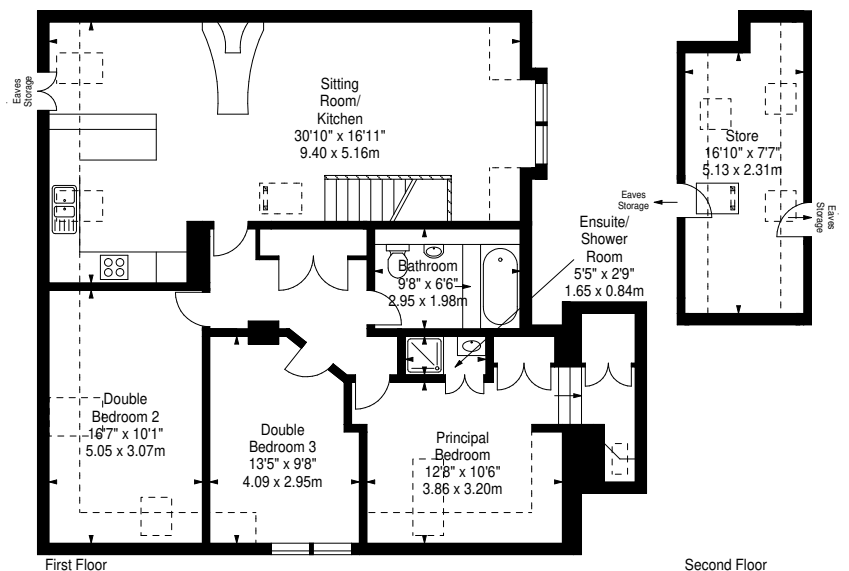 Eaves
Storage
Sitting
Room/
Kitchen
30'10" x 16'11"
9.40 x 5.16m
Store
16'10" x 7'7"
5.13 x 2.31m
Eaves
Storage
Eaves
Storage
Ensuite/
Shower
Room
5'5" x 2'9"
1.65 x 0.84m
Bathroom
9'8" x 6'6"
2.95 x 1.98m
Double
Bedroom 2
16'7" x 10'1"
5.05 x 3.07m
Double
Bedroom 3
13'5" x 9'8"
4.09 x 2.95m
Principal
Bedroom
12'8" x 10'6"
3.86 x 3.20m
First Floor
Second Floor